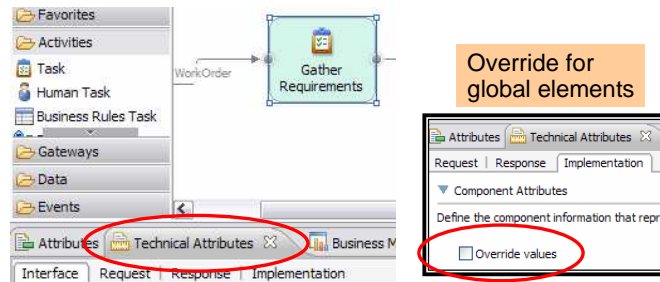 Favorites
Activities
Task
Human Task
Business Rules Task
Gateways
Data
Events
WorkOrder
Gather
Requirements
Attributes Technical Attributes Business M
Interface Request Response Implementation
Override for
global elements
Attributes Technical Attributes
Request Response Implementation
Component Attributes
Define the component information that repr
Override values